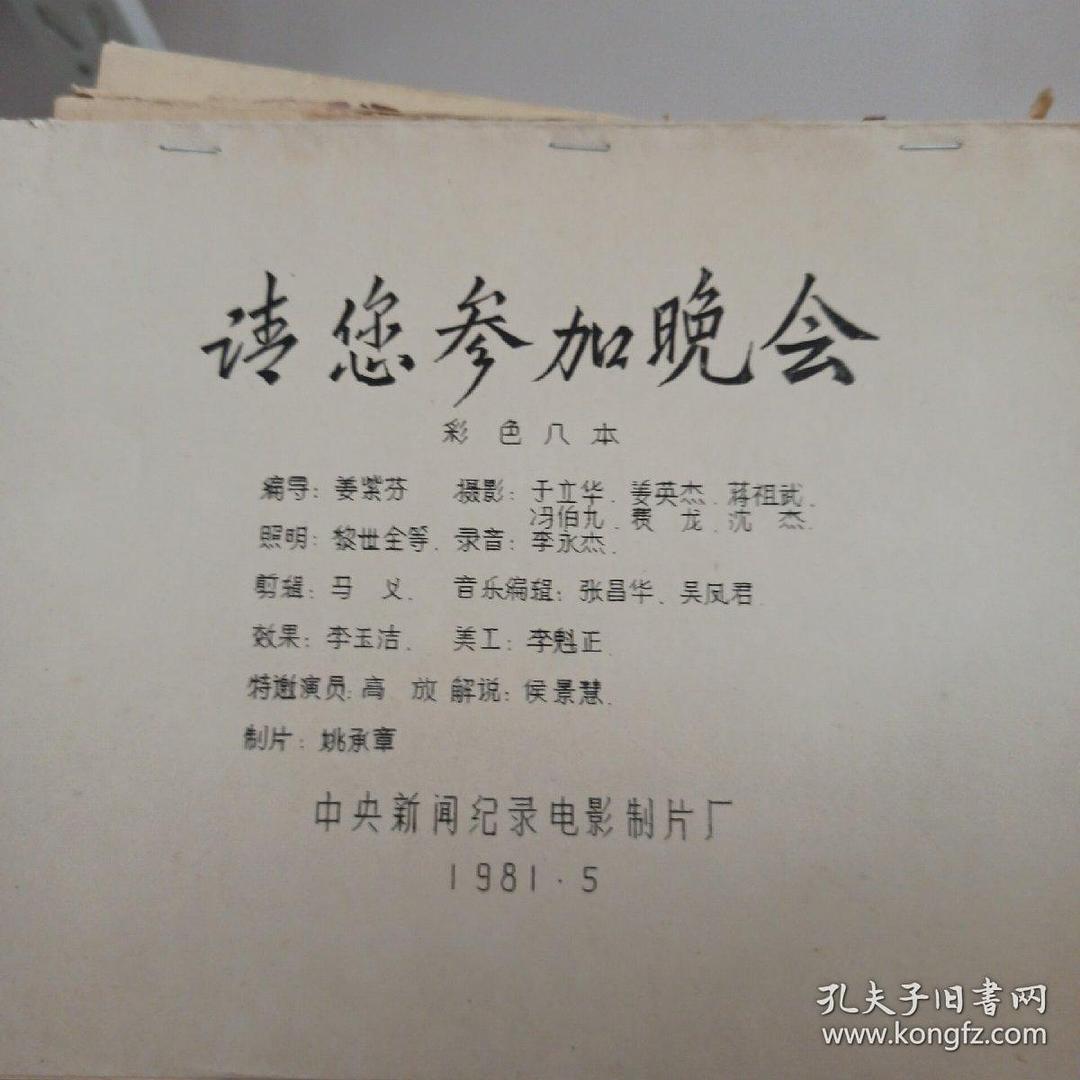 请您参加晚会
彩色八本
编导：姜紫芬 摄影：于立华、姜英杰、蒋祖武、
冯伯九、费 龙、沈 杰、
照明：黎世全等、录音：李永杰、
剪辑：马 义、 音乐编辑：张昌华、吴凤君
效果：李玉洁、 美工：李魁正
特邀演员：高 放 解说：侯景慧、
制片：姚承章
中央新闻纪录电影制片厂
1981·5
孔夫子旧書网
www.kongfz.com